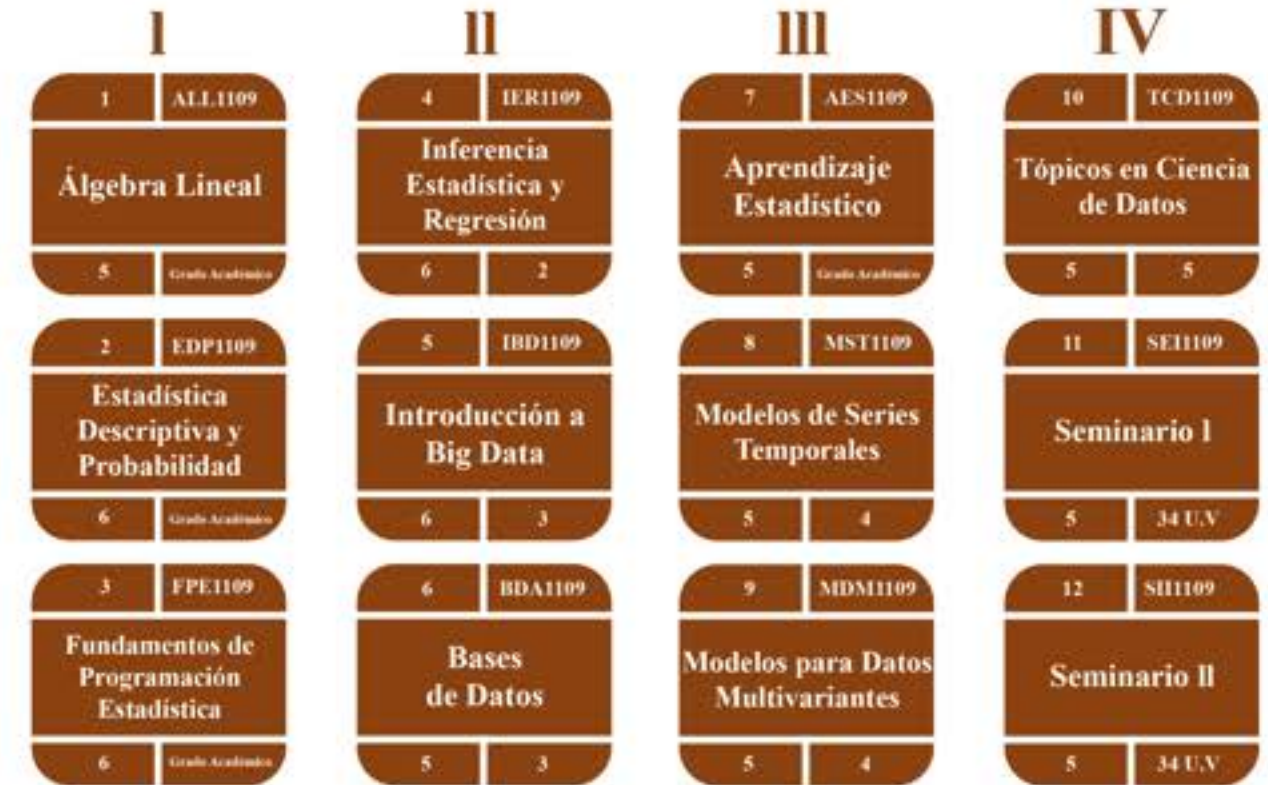 I
1 ALL1109
Álgebra Lineal
5 Grado Académico
2 EDP1109
Estadística
Descriptiva y
Probabilidad
6 Grado Académico
3 FPE1109
Fundamentos de
Programación
Estadística
6 Grado Académico
II
4 IER1109
Inferencia
Estadística y
Regresión
6 2
5 IBD1109
Introducción a
Big Data
6 3
6 BDA1109
Bases
de Datos
5 3
III
7 AES1109
Aprendizaje
Estadístico
5 Grado Académico
8 MST1109
Modelos de Series
Temporales
5 4
9 MDM1109
Modelos para Datos
Multivariantes
5 4
IV
10 TCD1109
Tópicos en Ciencia
de Datos
5 5
11 SEI1109
Seminario I
5 34 U.V
12 SII1109
Seminario II
5 34 U.V